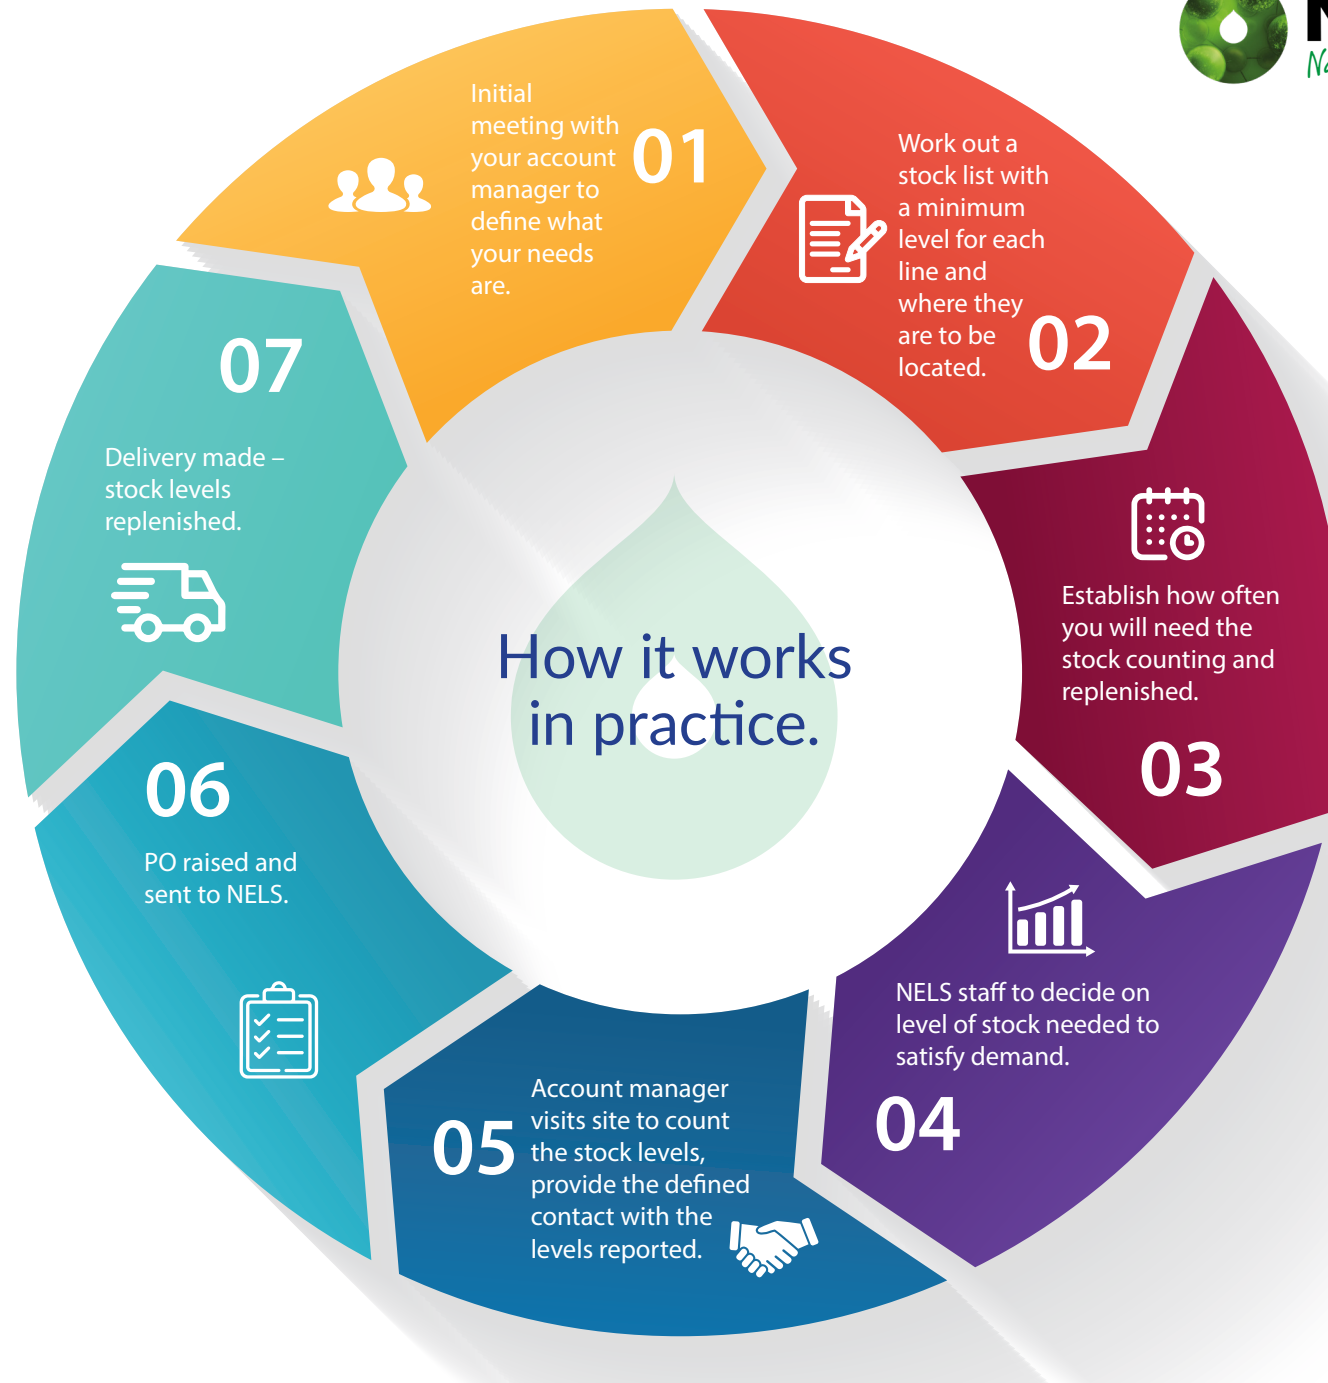 Initial
meeting with
your account
manager to
define what
your needs
are.
01
Work out a
stock list with
a minimum
level for each
line and
where they
are to be
located.
02
Establish how often
you will need the
stock counting and
replenished.
03
NELS staff to decide on
level of stock needed to
satisfy demand.
04
05
Account manager
visits site to count
the stock levels,
provide the defined
contact with the
levels reported.
06
PO raised and
sent to NELS.
07
Delivery made –
stock levels
replenished.
How it works
in practice.